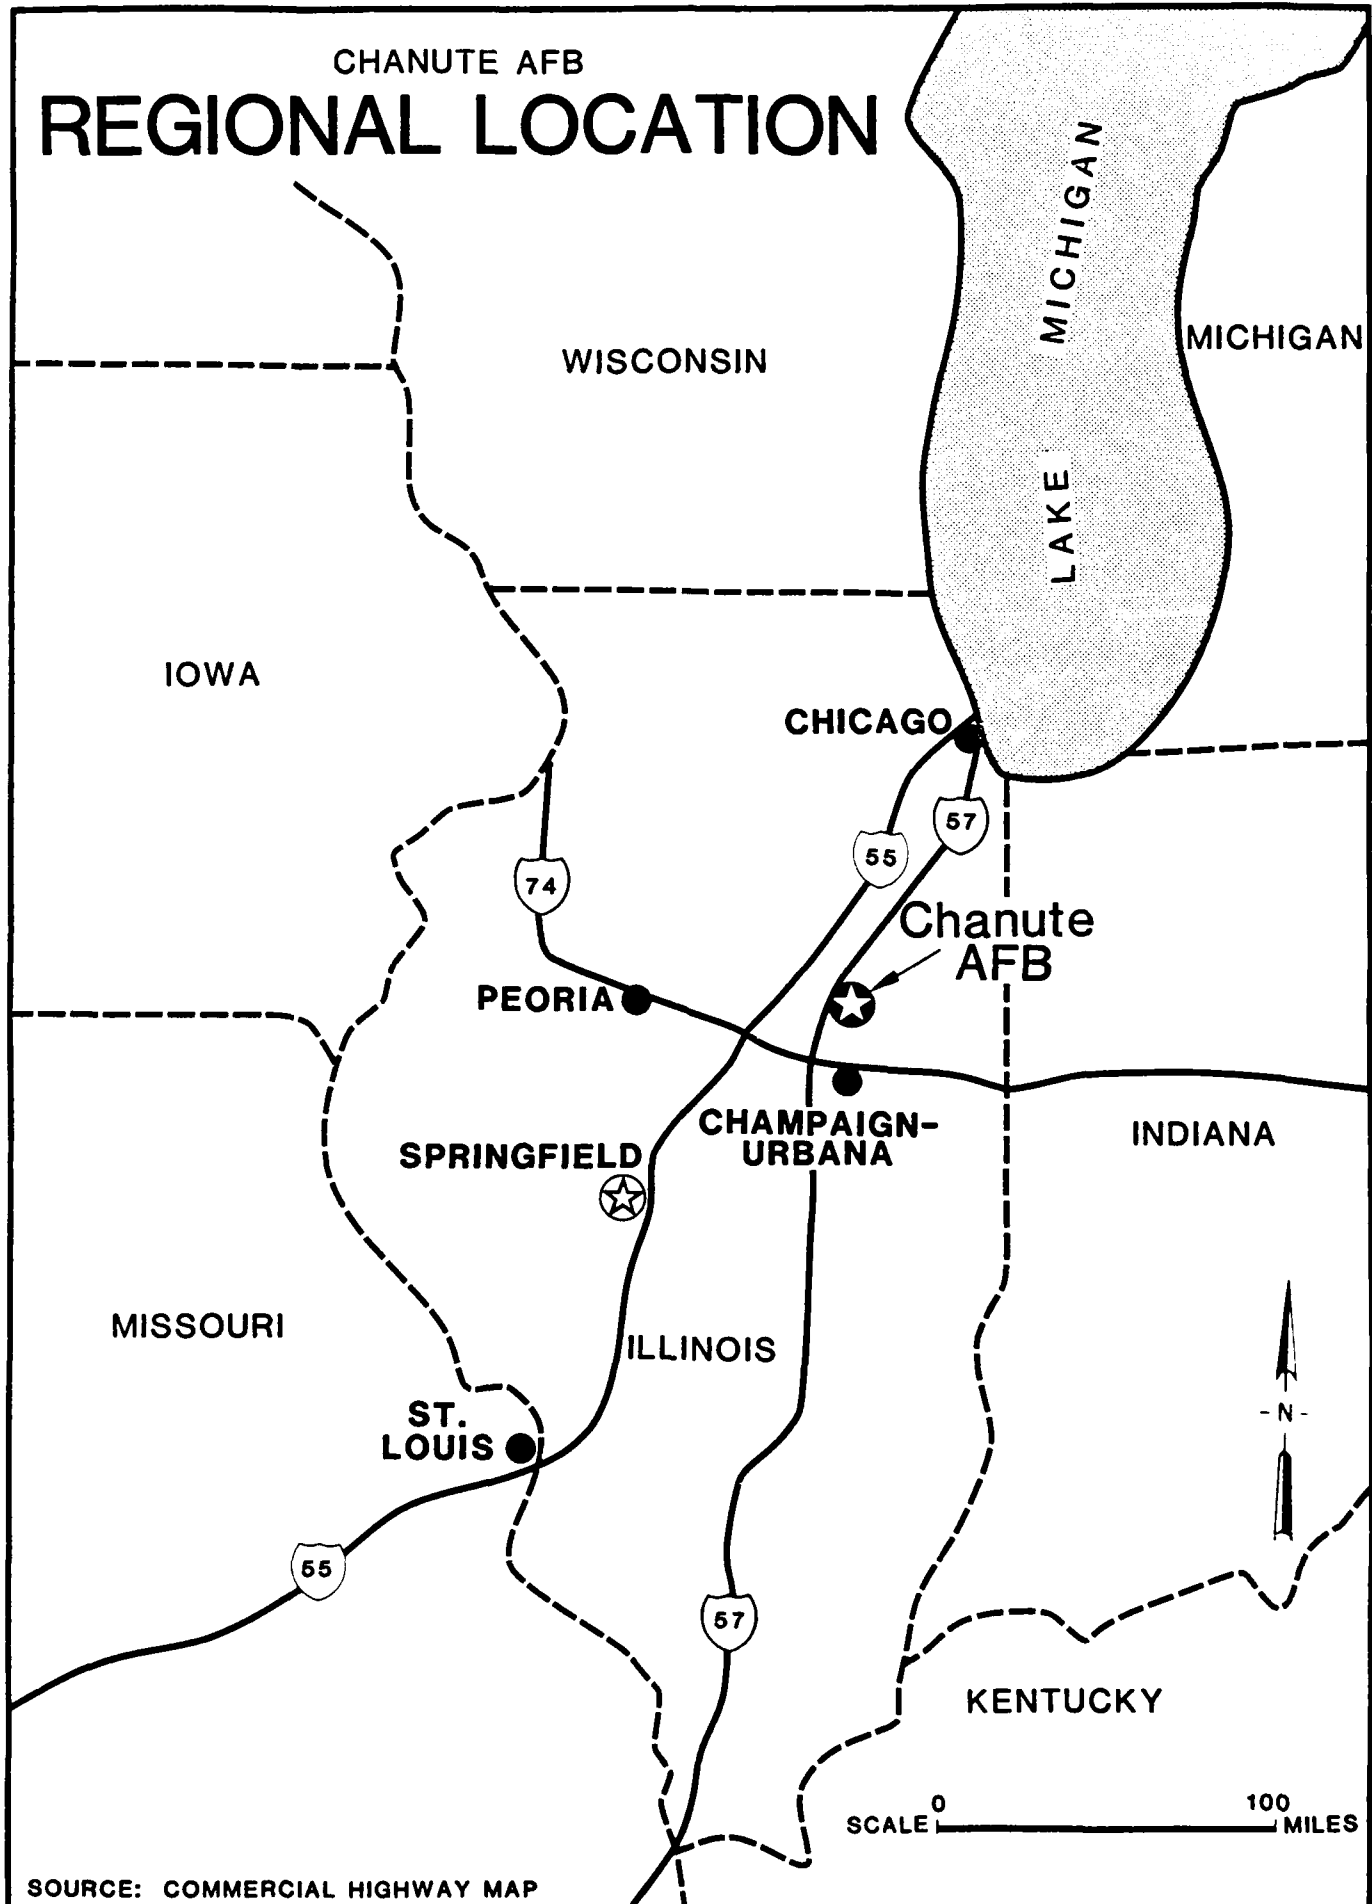 CHANUTE AFB
REGIONAL LOCATION
LAKE MICHIGAN
WISCONSIN
MICHIGAN
IOWA
CHICAGO
57
55
74
Chanute
AFB
PEORIA
CHAMPAIGN-
URBANA
INDIANA
SPRINGFIELD
MISSOURI
ILLINOIS
ST.
LOUIS
- N -
55
57
KENTUCKY
0 100
SCALE MILES
SOURCE: COMMERCIAL HIGHWAY MAP